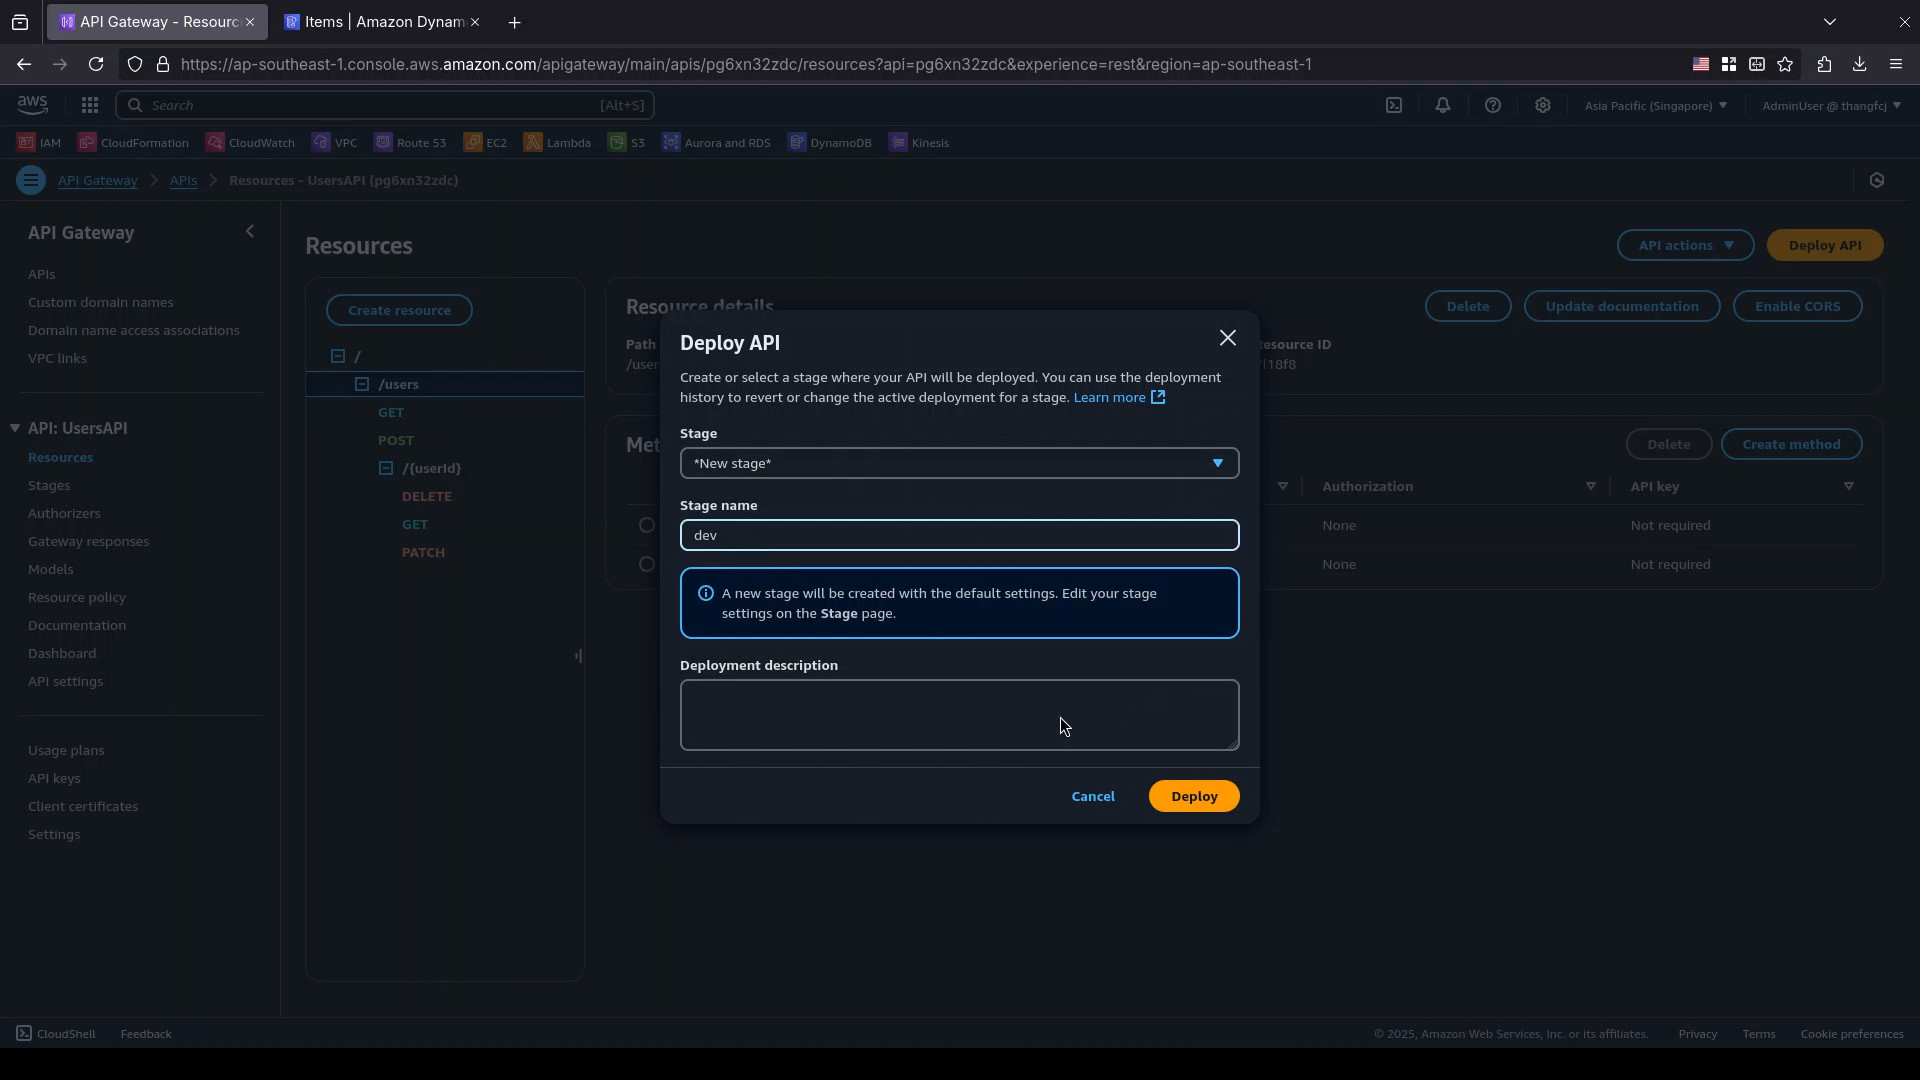 API Gateway - Resourc
Items | Amazon Dynam
https://ap-southeast-1.console.aws.amazon.com/apigateway/main/apis/pg6xn32zdc/resources?api=pg6xn32zdc&experience=rest&region=ap-southeast-1
aws
Search
[Alt+S]
Asia Pacific (Singapore)
AdminUser @ thangfcj
IAM
CloudFormation
CloudWatch
VPC
Route 53
EC2
Lambda
S3
Aurora and RDS
DynamoDB
Kinesis
API Gateway
APIs
Resources - UsersAPI (pg6xn32zdc)
API Gateway
APIs
Custom domain names
Domain name access associations
VPC links
API: UsersAPI
Resources
Stages
Authorizers
Gateway responses
Models
Resource policy
Documentation
Dashboard
API settings
Usage plans
API keys
Client certificates
Settings
Resources
API actions
Deploy API
Create resource
/
/users
GET
POST
/{userId}
DELETE
GET
PATCH
Resource details
Delete
Update documentation
Enable CORS
Path
/user
esource ID
18f8
Met
Delete
Create method
Authorization
API key
None
Not required
None
Not required
Deploy API
Create or select a stage where your API will be deployed. You can use the deployment
history to revert or change the active deployment for a stage. Learn more
Stage
*New stage*
Stage name
dev
A new stage will be created with the default settings. Edit your stage
settings on the Stage page.
Deployment description
Cancel
Deploy
CloudShell
Feedback
© 2025, Amazon Web Services, Inc. or its affiliates.
Privacy
Terms
Cookie preferences